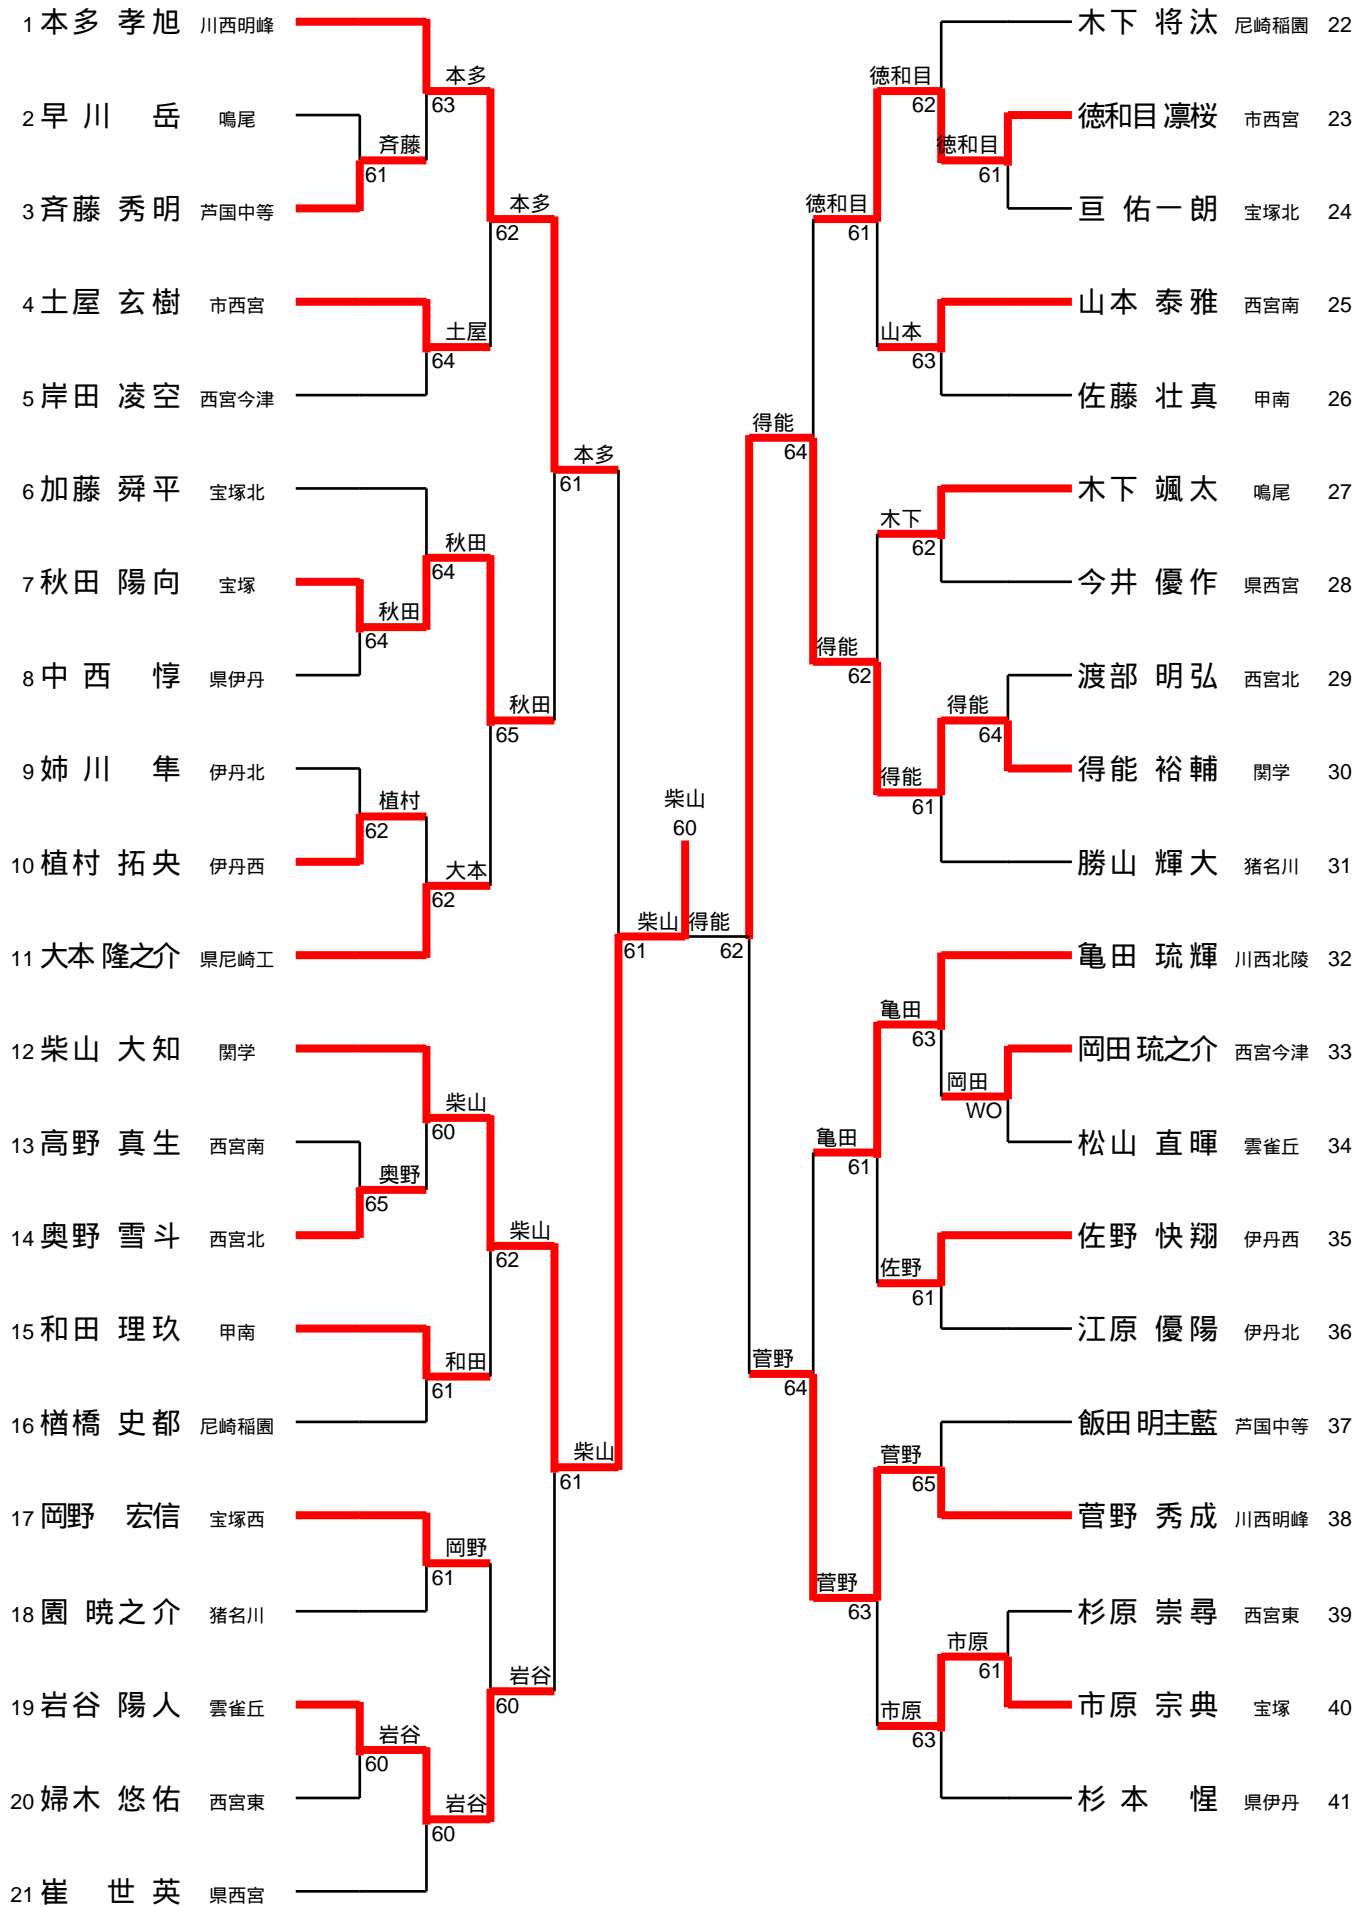 1 本多 孝旭 川西明峰
2 早川 岳 鳴尾
3 斉藤 秀明 芦国中等
4 土屋 玄樹 市西宮
5 岸田 凌空 西宮今津
6 加藤 舜平 宝塚北
7 秋田 陽向 宝塚
8 中西 惇 県伊丹
9 姉川 隼 伊丹北
10 植村 拓央 伊丹西
11 大本 隆之介 県尼崎工
12 柴山 大知 関学
13 高野 真生 西宮南
14 奥野 雪斗 西宮北
15 和田 理玖 甲南
16 楢橋 史都 尼崎稲園
17 岡野 宏信 宝塚西
18 園 暁之介 猪名川
19 岩谷 陽人 雲雀丘
20 婦木 悠佑 西宮東
21 崔 世英 県西宮
斉藤
61
秋田
64
植村
62
奥野
65
岩谷
60
本多
63
土屋
64
秋田
64
大本
62
柴山
60
和田
61
岡野
61
岩谷
60
本多
62
秋田
65
柴山
62
岩谷
60
本多
61
柴山
61
柴山
61
柴山
60
得能
62
得能
64
菅野
64
徳和目
61
得能
62
亀田
61
菅野
63
徳和目
62
山本
63
木下
62
得能
61
亀田
63
佐野
61
菅野
65
市原
63
徳和目
61
得能
64
岡田
WO
市原
61
木下 将汰 尼崎稲園 22
徳和目 凛桜 市西宮 23
亘 佑一朗 宝塚北 24
山本 泰雅 西宮南 25
佐藤 壮真 甲南 26
木下 颯太 鳴尾 27
今井 優作 県西宮 28
渡部 明弘 西宮北 29
得能 裕輔 関学 30
勝山 輝大 猪名川 31
亀田 琉輝 川西北陵 32
岡田 琉之介 西宮今津 33
松山 直暉 雲雀丘 34
佐野 快翔 伊丹西 35
江原 優陽 伊丹北 36
飯田 明主藍 芦国中等 37
菅野 秀成 川西明峰 38
杉原 崇尋 西宮東 39
市原 宗典 宝塚 40
杉本 惺 県伊丹 41